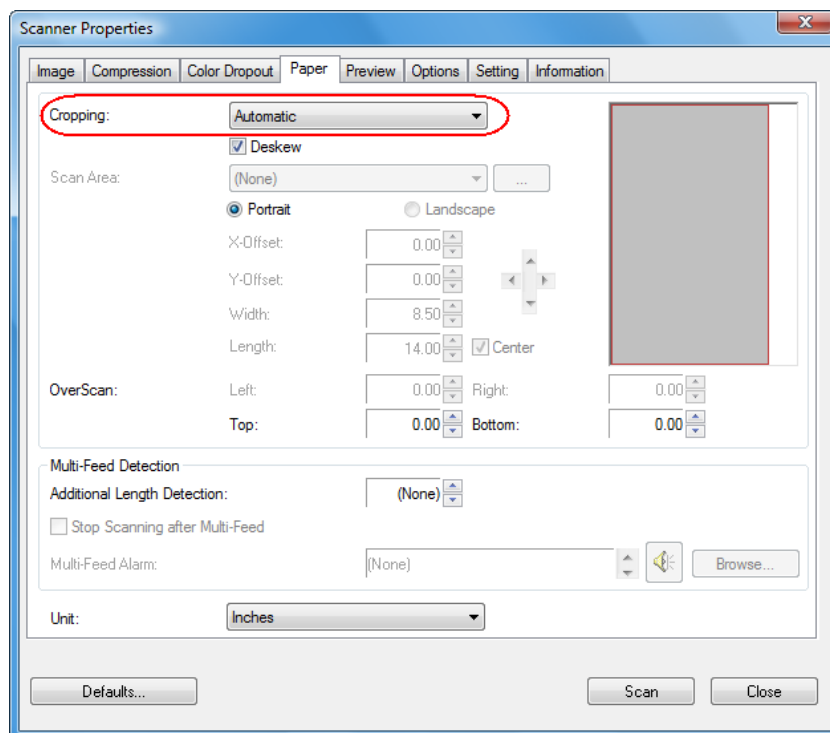 Scanner Properties
Image Compression Color Dropout Paper Preview Options Setting Information
Cropping: Automatic
Deskew
Scan Area: (None) ...
Portrait Landscape
X-Offset: 0.00
Y-Offset: 0.00
Width: 8.50
Length: 14.00 Center
OverScan: Left: 0.00 Right: 0.00
Top: 0.00 Bottom: 0.00
Multi-Feed Detection
Additional Length Detection: (None)
Stop Scanning after Multi-Feed
Multi-Feed Alarm: (None) Browse...
Unit: Inches
Defaults... Scan Close